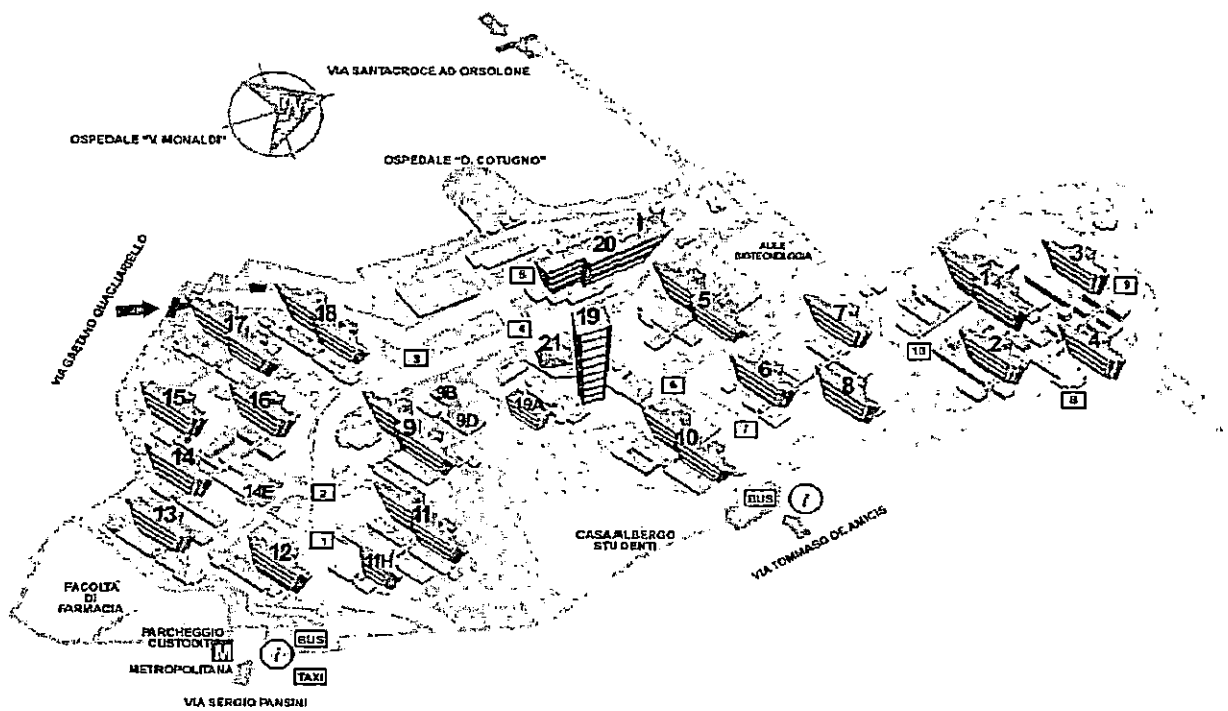 VIA SANTACROCE AD ORSOLONE
OSPEDALE "V. MONALDI"
OSPEDALE "D. COTUGNO"
VIA GAETANO QUAGLIARIELLO
AULE
BIOTECNOLOGIA
20
19
21
19A
18
17
16
15
14
14E
13
12
11
11H
10
9
9B
9D
8
7
6
5
4
3
2
1
1
2
3
4
6
7
8
9
10
CASA ALBERGO
STUDENTI
BUS
i
VIA TOMMASO DE AMICIS
FACOLTÀ
DI
FARMACIA
PARCHEGGIO
CUSTODITO
M
METROPOLITANA
i
BUS
TAXI
VIA SERGIO PANSINI